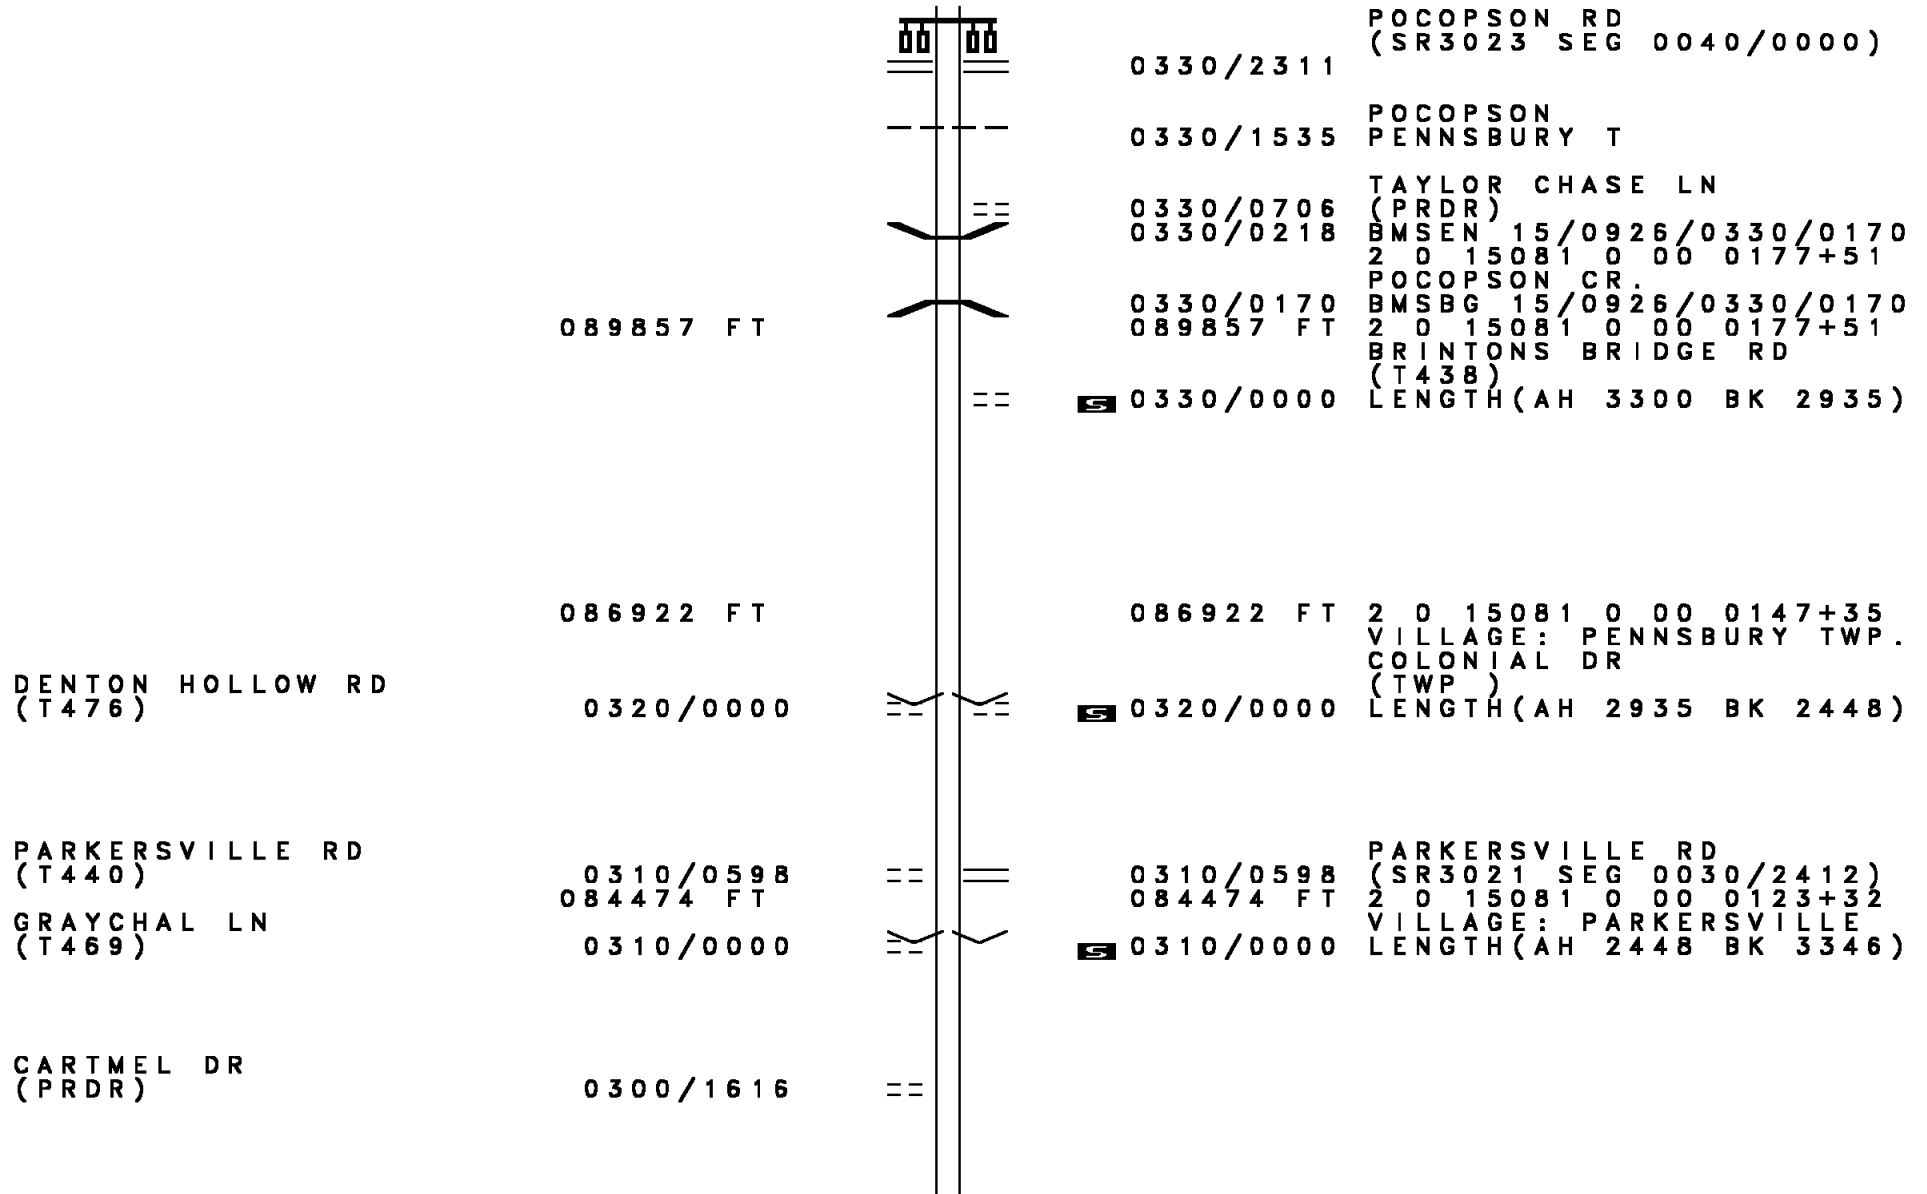 POCOPSON RD
(SR3023 SEG 0040/0000)
0330/2311
POCOPSON
0330/1535 PENNSBURY T
TAYLOR CHASE LN
0330/0706 (PRDR)
0330/0218 BMSEN 15/0926/0330/0170
2 0 15081 0 00 0177+51
POCOPSON CR.
0330/0170 BMSBG 15/0926/0330/0170
089857 FT 089857 FT 2 0 15081 0 00 0177+51
BRINTONS BRIDGE RD
(T438)
S 0330/0000 LENGTH(AH 3300 BK 2935)
086922 FT 086922 FT 2 0 15081 0 00 0147+35
VILLAGE: PENNSBURY TWP.
COLONIAL DR
DENTON HOLLOW RD (TWP )
(T476) 0320/0000 S 0320/0000 LENGTH(AH 2935 BK 2448)
PARKERSVILLE RD PARKERSVILLE RD
(T440) 0310/0598 0310/0598 (SR3021 SEG 0030/2412)
084474 FT 084474 FT 2 0 15081 0 00 0123+32
GRAYCHAL LN VILLAGE: PARKERSVILLE
(T469) 0310/0000 S 0310/0000 LENGTH(AH 2448 BK 3346)
CARTMEL DR
(PRDR) 0300/1616